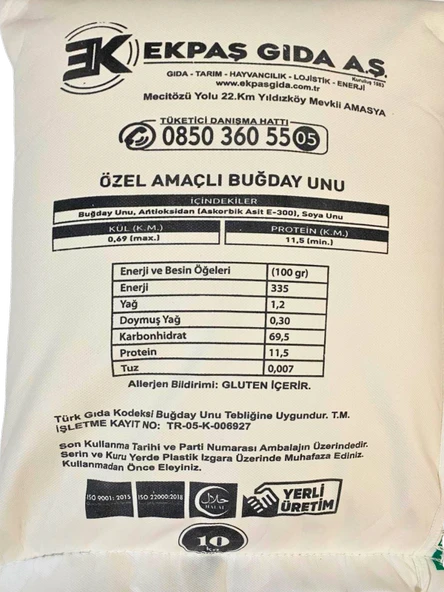 EK EKPAŞ GIDA A.Ş.
Kuruluş 1983
GIDA - TARIM - HAYVANCILIK - LOJİSTİK - ENERJİ
www.ekpasgida.com.tr
Mecitözü Yolu 22.Km Yıldızköy Mevkii AMASYA
TÜKETİCİ DANIŞMA HATTI
0850 360 55 05
ÖZEL AMAÇLI BUĞDAY UNU
İÇİNDEKİLER
Buğday Unu, Antioksidan (Askorbik Asit E-300), Soya Unu
KÜL (K.M.) PROTEİN (K.M.)
0,69 (max.) 11,5 (min.)
Enerji ve Besin Öğeleri (100 gr)
Enerji 335
Yağ 1,2
Doymuş Yağ 0,30
Karbonhidrat 69,5
Protein 11,5
Tuz 0,007
Allerjen Bildirimi: GLUTEN İÇERİR.
Türk Gıda Kodeksi Buğday Unu Tebliğine Uygundur. T.M.
İŞLETME KAYIT NO: TR-05-K-006927
Son Kullanma Tarihi ve Parti Numarası Ambalajın Üzerindedir.
Serin ve Kuru Yerde Plastik Izgara Üzerinde Muhafaza Ediniz.
Kullanmadan Önce Eleyiniz.
ISO 9001: 2015 ISO 22000:2018 حلال HALAL YERLİ
ÜRETİM
10
kg